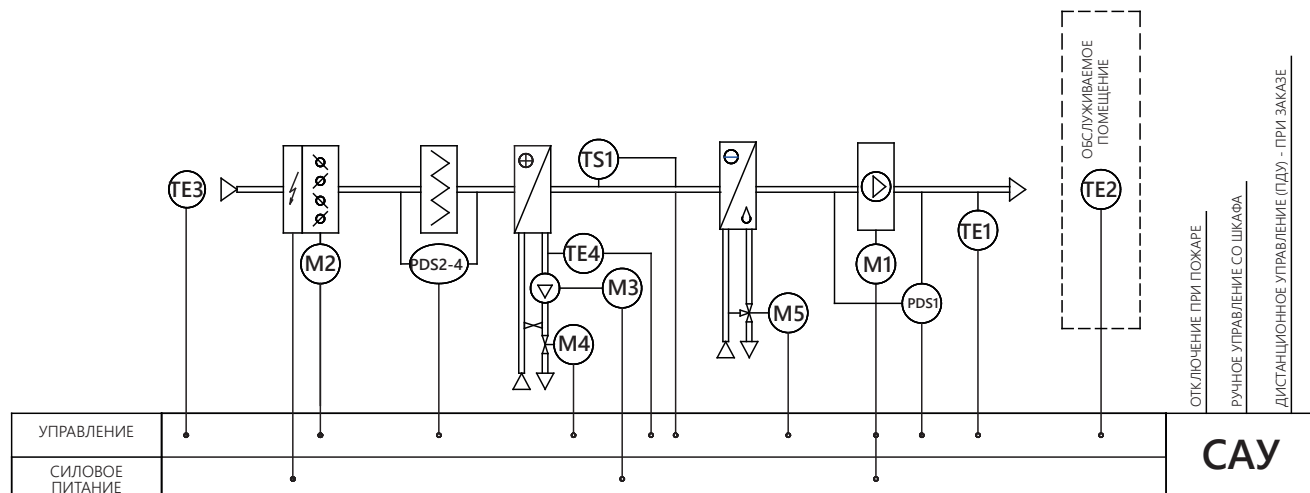 ОБСЛУЖИВАЕМОЕ
ПОМЕЩЕНИЕ
TS1
TE3
TE2
TE1
TE4
M2
PDS2-4
M3
M1
PDS1
M5
M4
ОТКЛЮЧЕНИЕ ПРИ ПОЖАРЕ
РУЧНОЕ УПРАВЛЕНИЕ СО ШКАФА
ДИСТАНЦИОННОЕ УПРАВЛЕНИЕ (ПДУ) - ПРИ ЗАКАЗЕ
УПРАВЛЕНИЕ
СИЛОВОЕ
ПИТАНИЕ
САУ